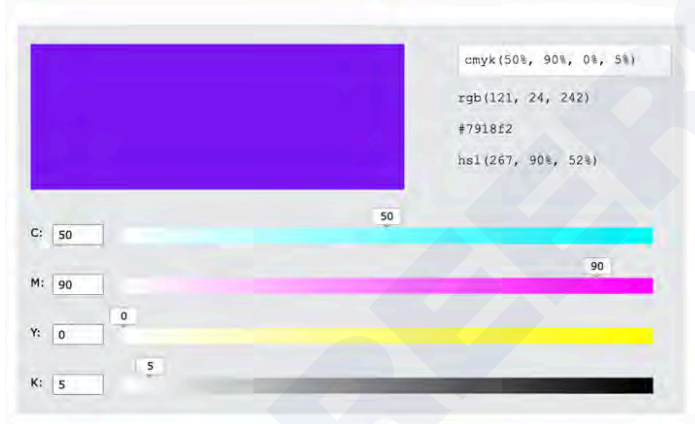 cmyk(50%, 90%, 0%, 5%)
rgb(121, 24, 242)
#7918f2
hsl(267, 90%, 52%)
50
C: 50
90
M: 90
0
Y: 0
5
K: 5